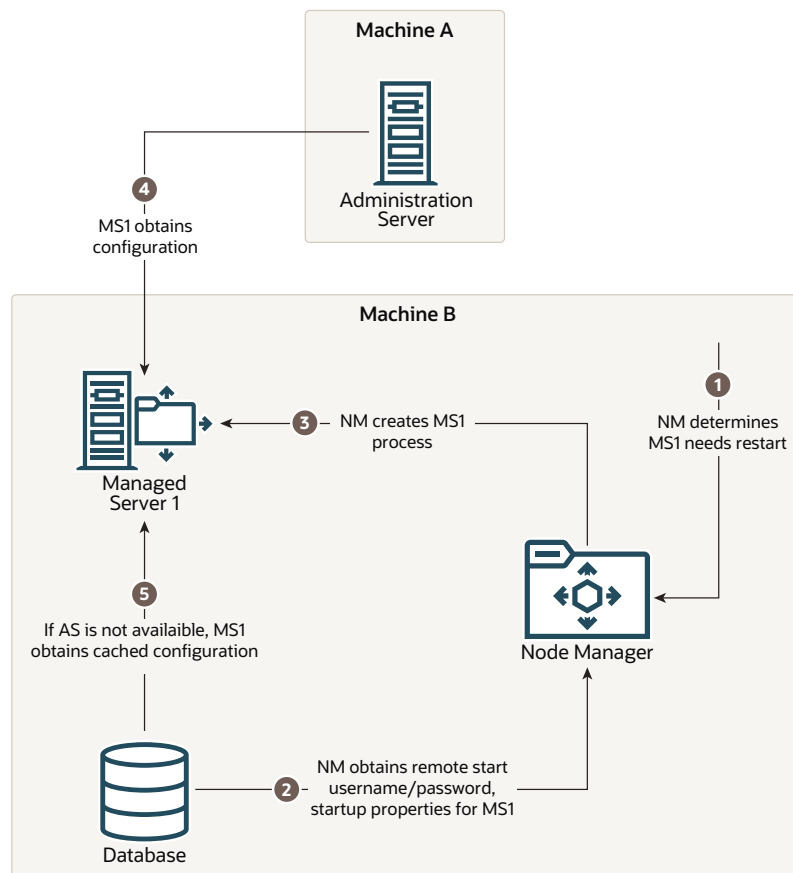 Machine A
Administration
Server
4
MS1 obtains
configuration
Machine B
1
NM determines
MS1 needs restart
3
NM creates MS1
process
Managed
Server 1
5
If AS is not availaible, MS1
obtains cached configuration
Node Manager
2
NM obtains remote start
username/password,
startup properties for MS1
Database